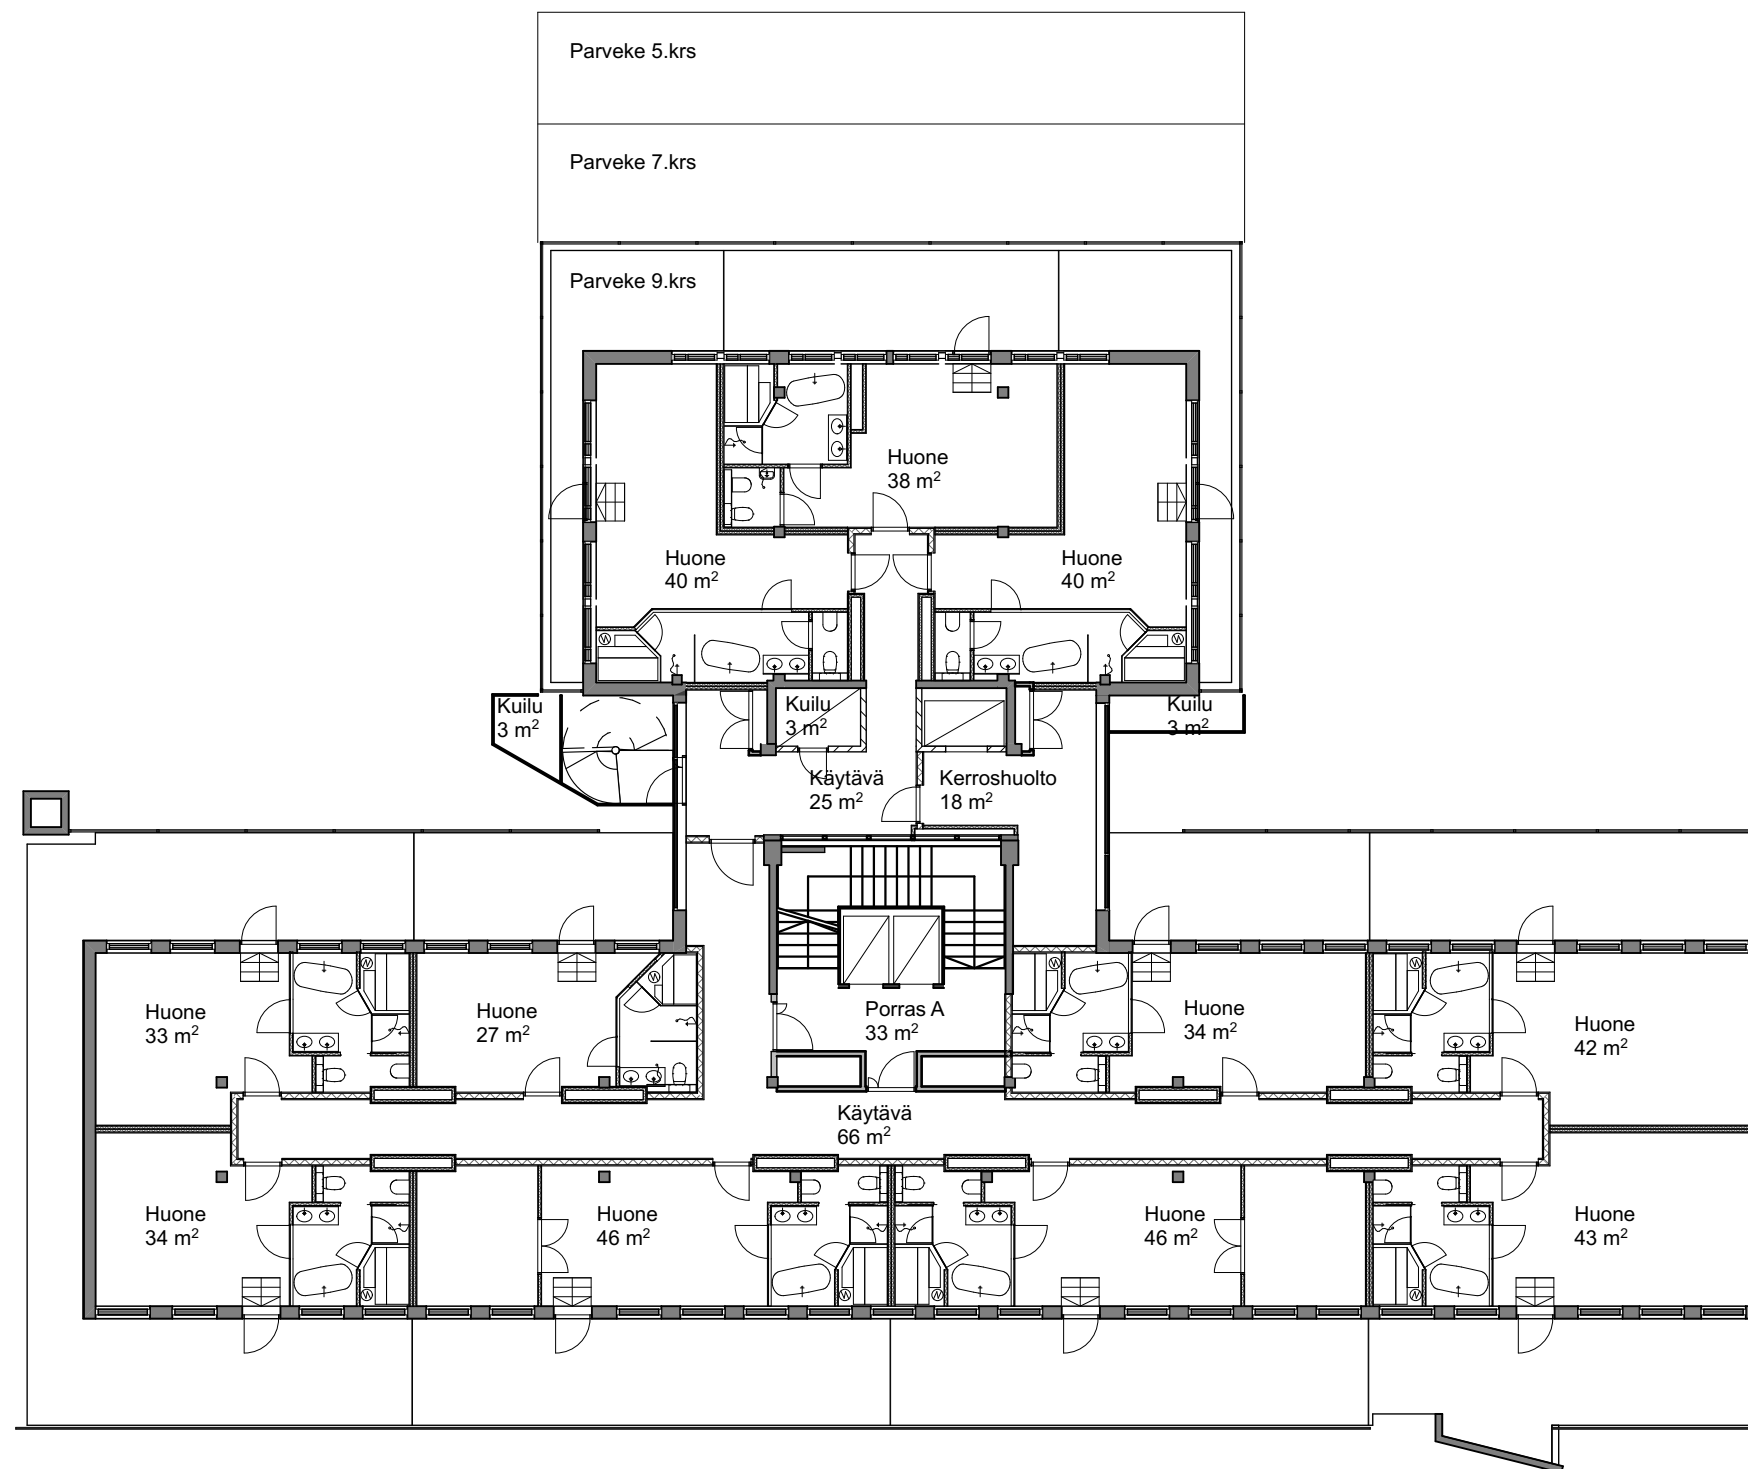 Parveke 5.krs
Parveke 7.krs
Parveke 9.krs
Huone
38 m²
Huone
40 m²
Huone
40 m²
Kuilu
3 m²
Kuilu
3 m²
Kuilu
3 m²
Käytävä
25 m²
Kerroshuolto
18 m²
Huone
33 m²
Huone
27 m²
Porras A
33 m²
Huone
34 m²
Huone
42 m²
Käytävä
66 m²
Huone
34 m²
Huone
46 m²
Huone
46 m²
Huone
43 m²